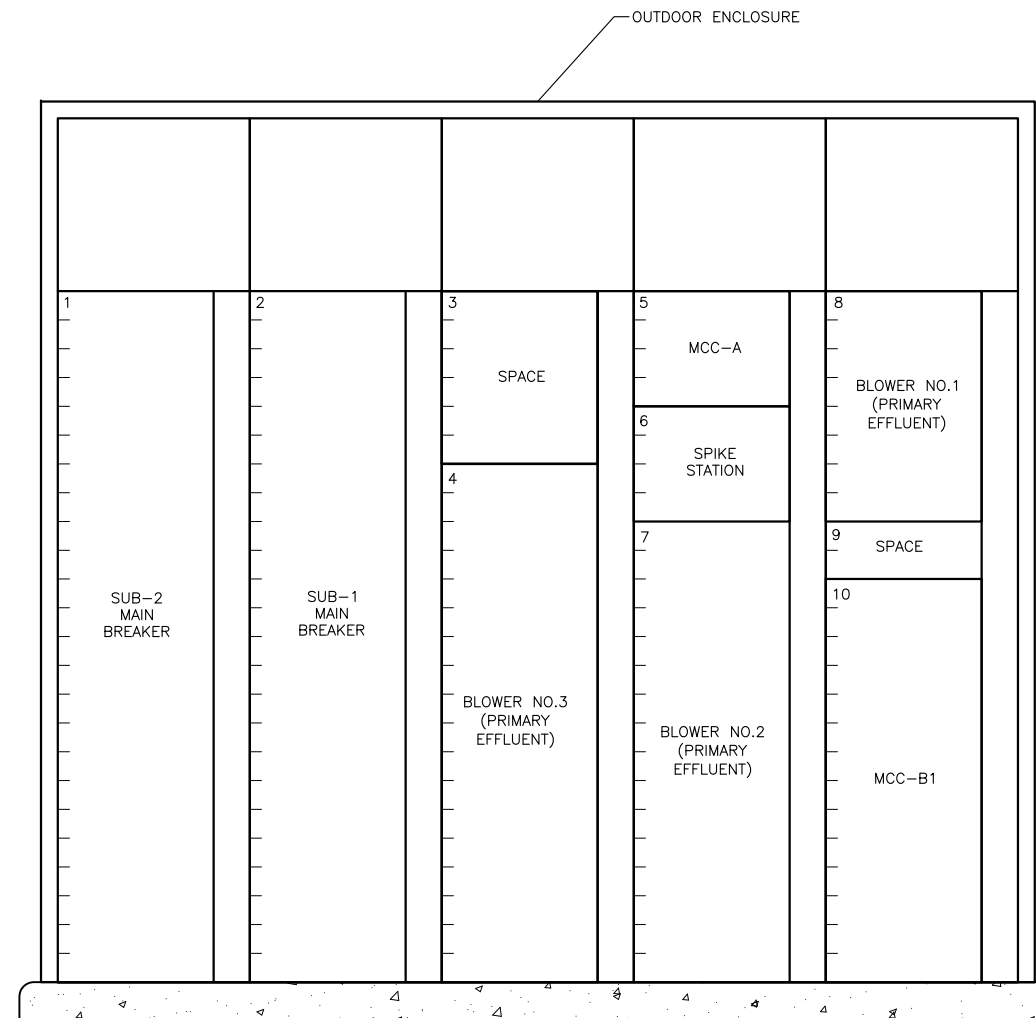 OUTDOOR ENCLOSURE
1
SUB-2
MAIN
BREAKER
2
SUB-1
MAIN
BREAKER
3
SPACE
4
BLOWER NO.3
(PRIMARY
EFFLUENT)
5
MCC-A
6
SPIKE
STATION
7
BLOWER NO.2
(PRIMARY
EFFLUENT)
8
BLOWER NO.1
(PRIMARY
EFFLUENT)
9
SPACE
10
MCC-B1